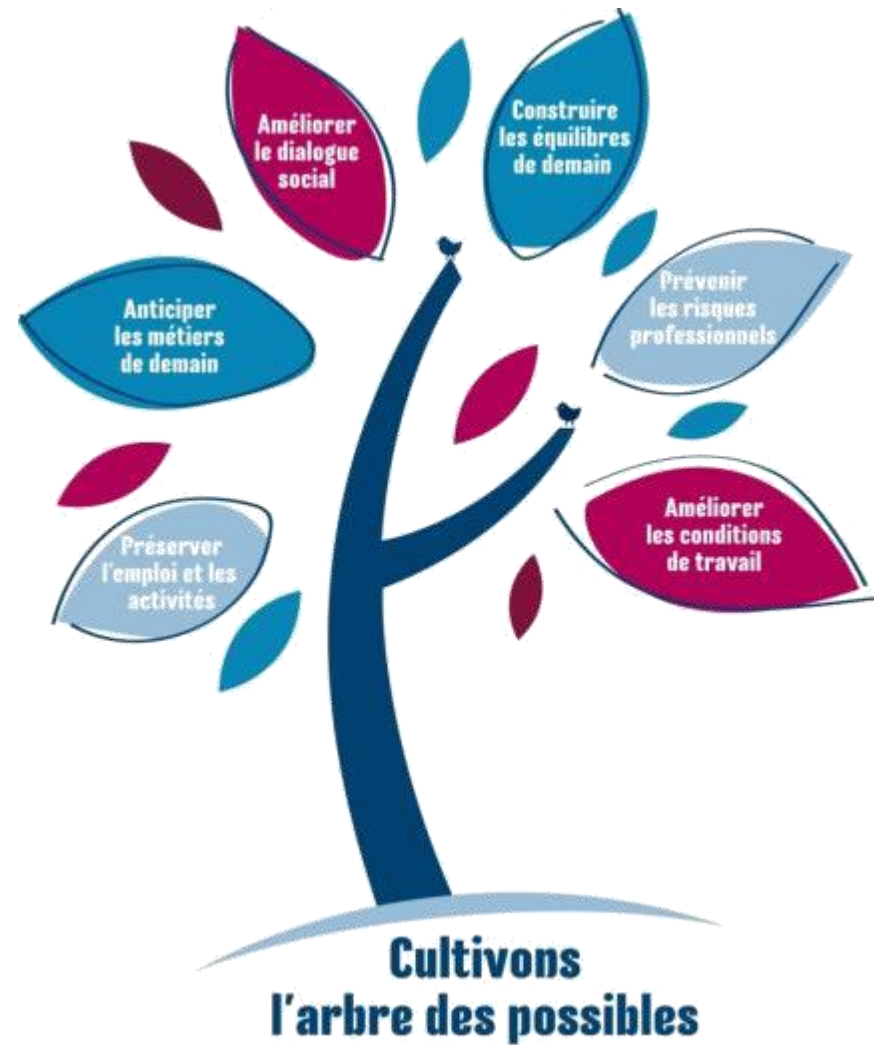 Améliorer
le dialogue
social
Construire
les équilibres
de demain
Anticiper
les métiers
de demain
Prévenir
les risques
professionnels
Préserver
l'emploi et les
activités
Améliorer
les conditions
de travail
Cultivons
l'arbre des possibles